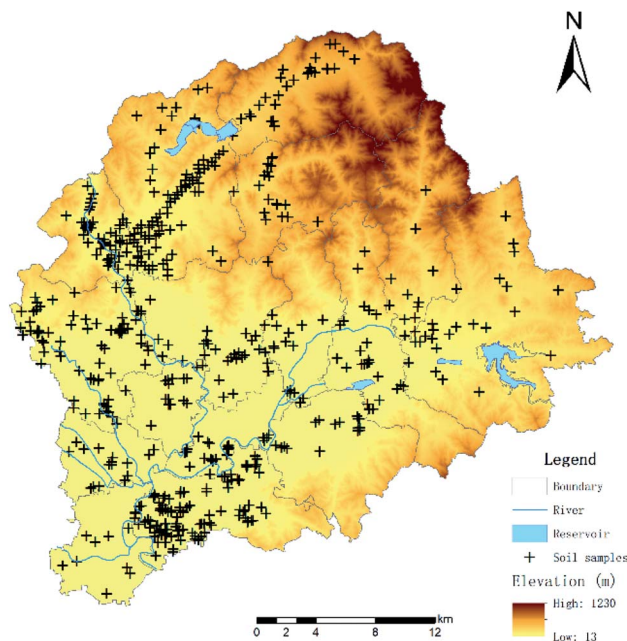 N
Legend
Boundary
River
Reservoir
Soil samples
Elevation (m)
High: 1230
Low: 13
km
0 2 4 8 12